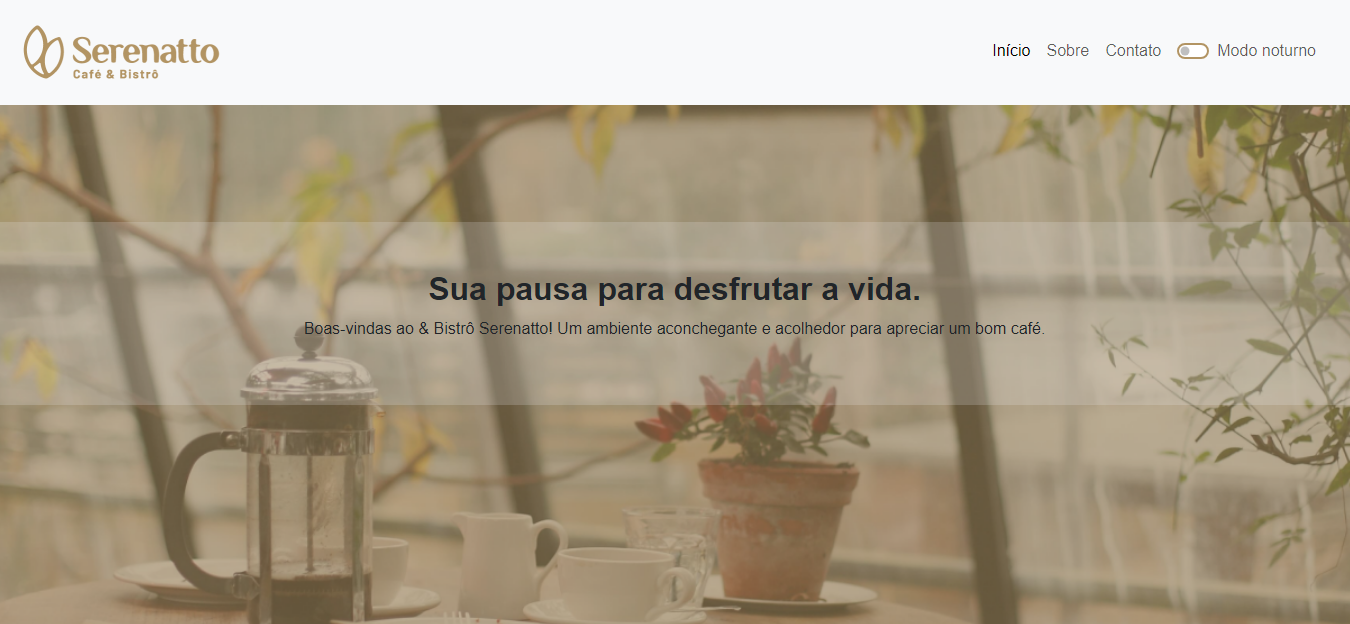 Serenatto
Café & Bistrô
Início Sobre Contato Modo noturno
Sua pausa para desfrutar a vida.
Boas-vindas ao & Bistrô Serenatto! Um ambiente aconchegante e acolhedor para apreciar um bom café.